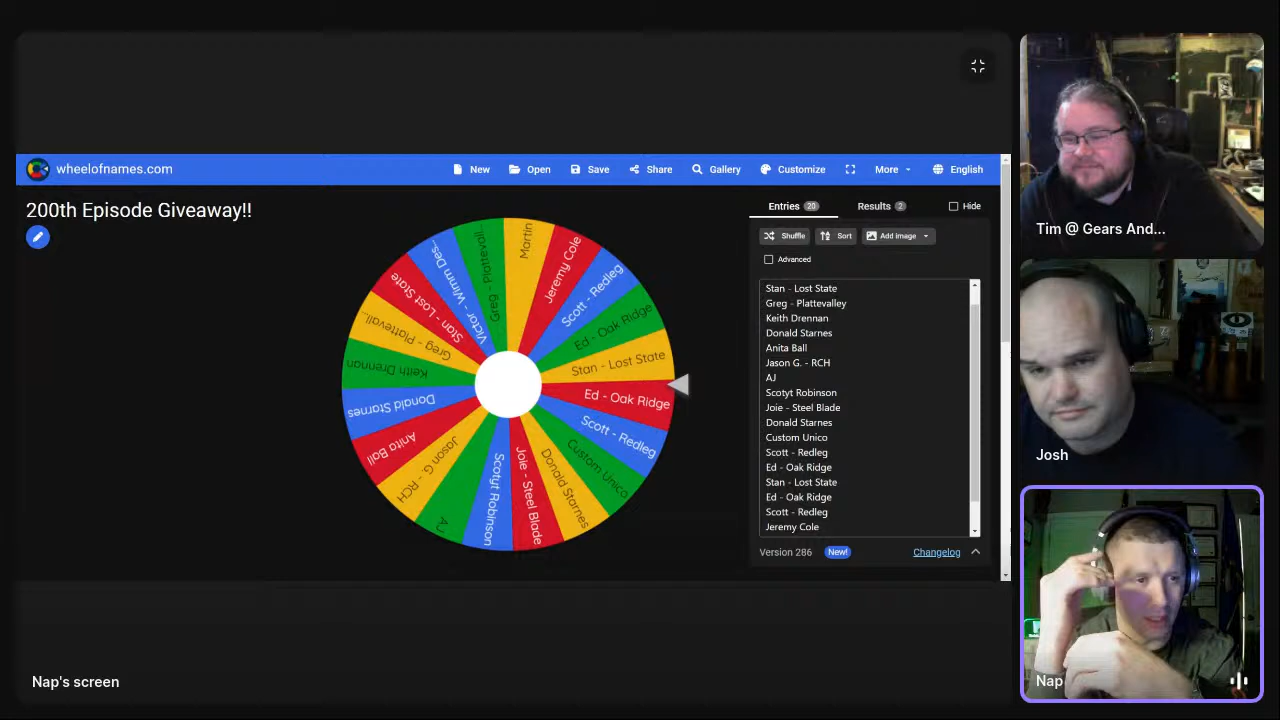 wheelofnames.com
New
Open
Save
Share
Gallery
Customize
More
English
200th Episode Giveaway!!
Entries 20
Results 2
Hide
Shuffle
Sort
Add image
Advanced
Stan - Lost State
Greg - Plattevalley
Keith Drennan
Donald Starnes
Anita Ball
Jason G. - RCH
AJ
Scotyt Robinson
Joie - Steel Blade
Donald Starnes
Custom Unico
Scott - Redleg
Ed - Oak Ridge
Stan - Lost State
Ed - Oak Ridge
Scott - Redleg
Jeremy Cole
Version 286
New!
Changelog
Martin
Jeremy Cole
Scott - Redleg
Ed - Oak Ridge
Stan - Lost State
Ed - Oak Ridge
Scott - Redleg
Custom Unico
Donald Starnes
Joie - Steel Blade
Scotyt Robinson
AJ
Jason G. - RCH
Anita Ball
Donald Starnes
Keith Drennan
Greg - Plattevall...
Stan - Lost State
Victor - Wimm Des...
Greg - Plattevall...
Tim @ Gears And...
Josh
Nap
Nap's screen